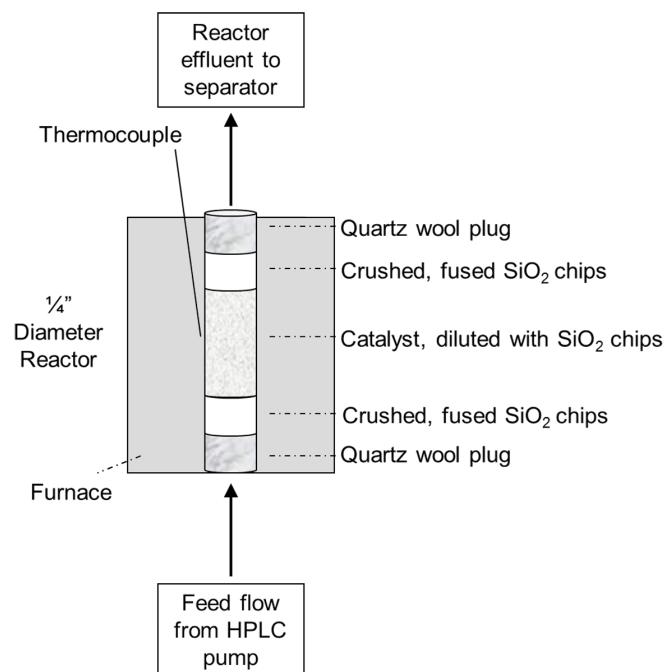 Reactor
effluent to
separator
Thermocouple
Quartz wool plug
Crushed, fused SiO₂ chips
¼”
Diameter
Reactor
Catalyst, diluted with SiO₂ chips
Crushed, fused SiO₂ chips
Quartz wool plug
Furnace
Feed flow
from HPLC
pump